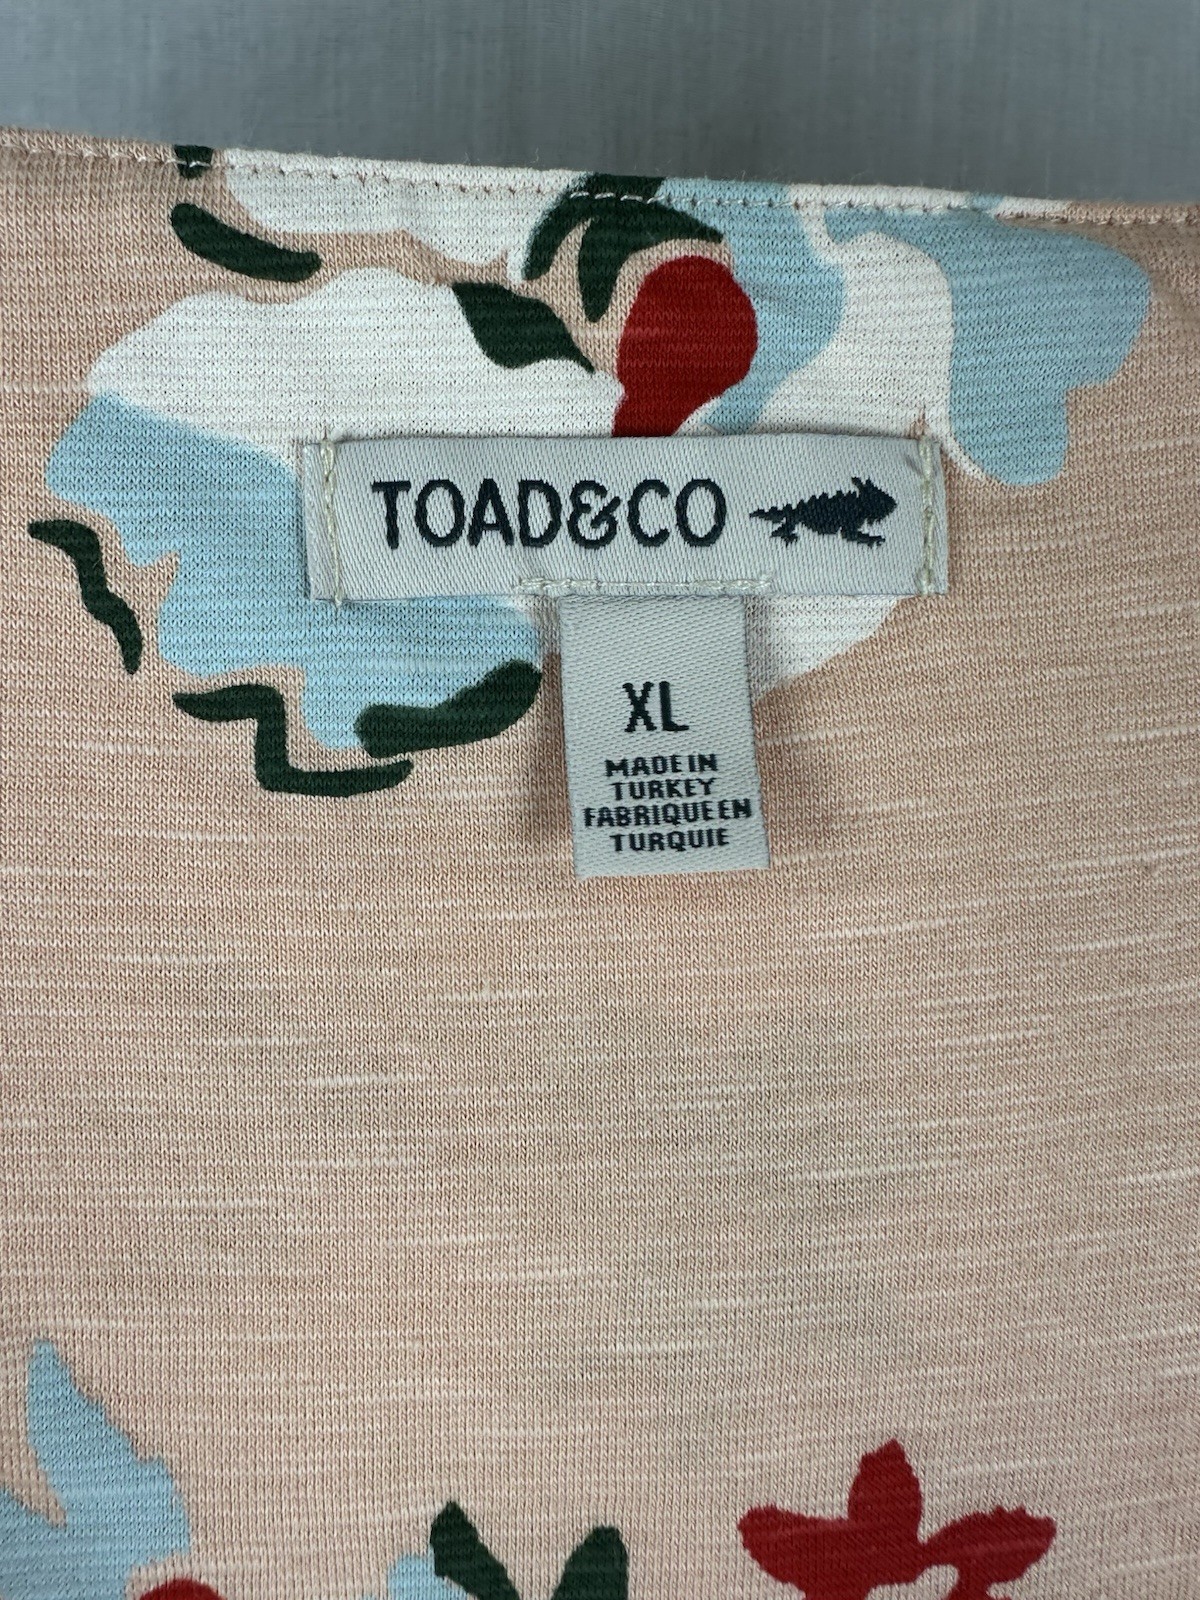 TOAD&CO
XL
MADE IN
TURKEY
FABRIQUE EN
TURQUIE